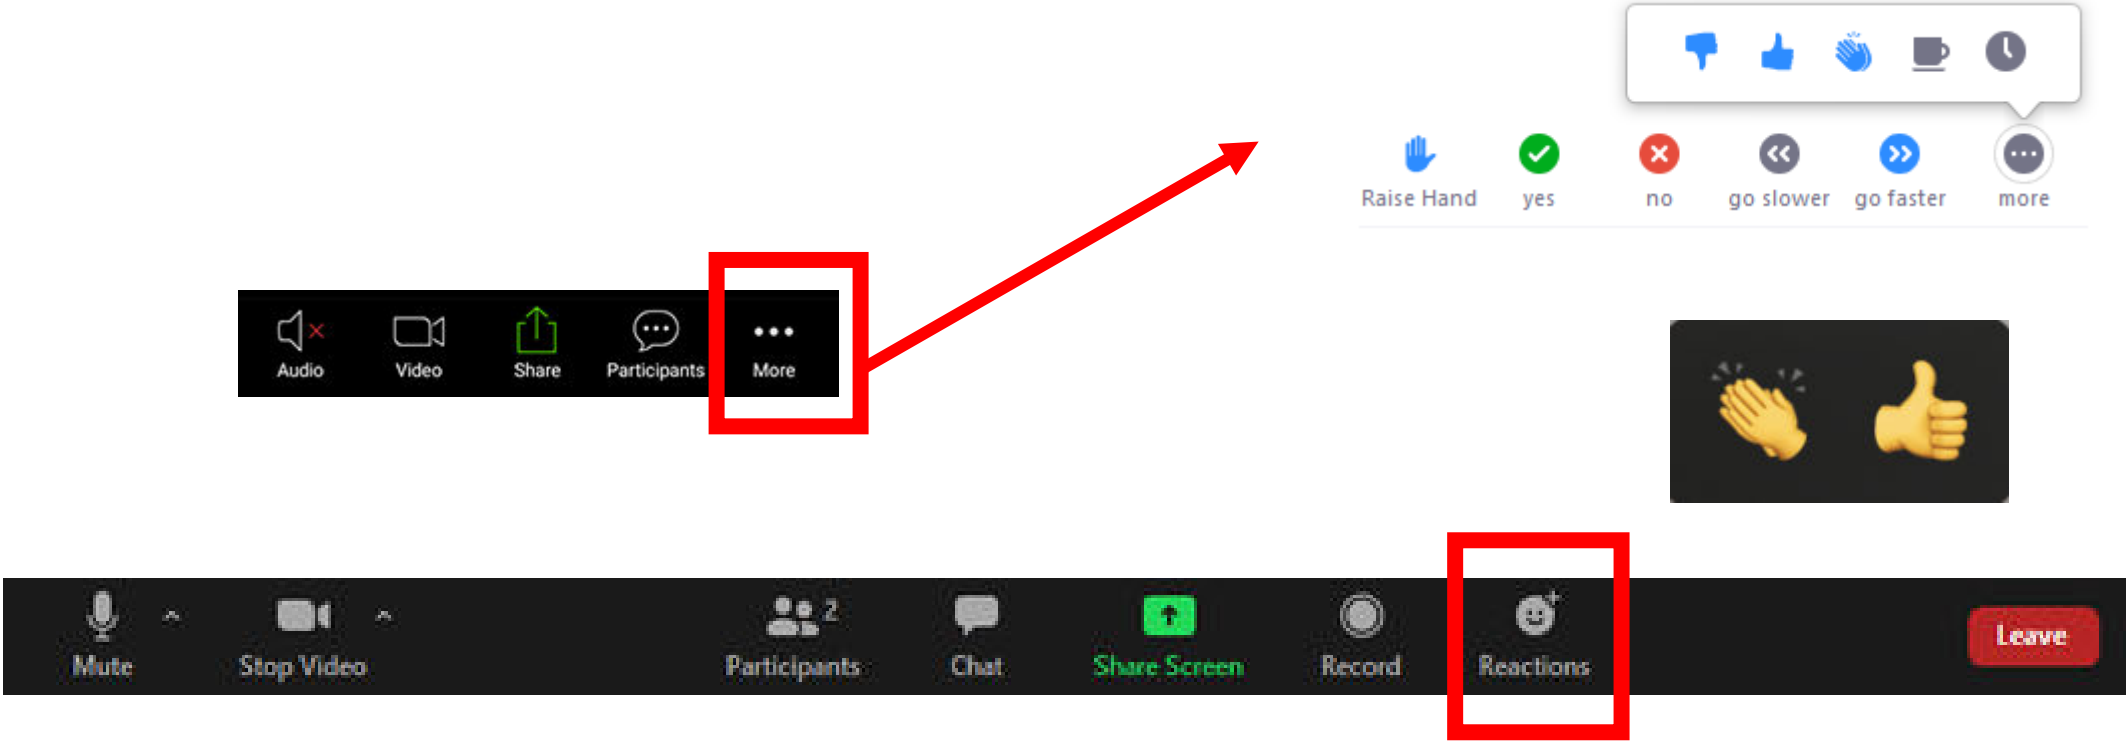 Raise Hand yes no go slower go faster more
Audio Video Share Participants More
2
Mute Stop Video Participants Chat Share Screen Record Reactions Leave